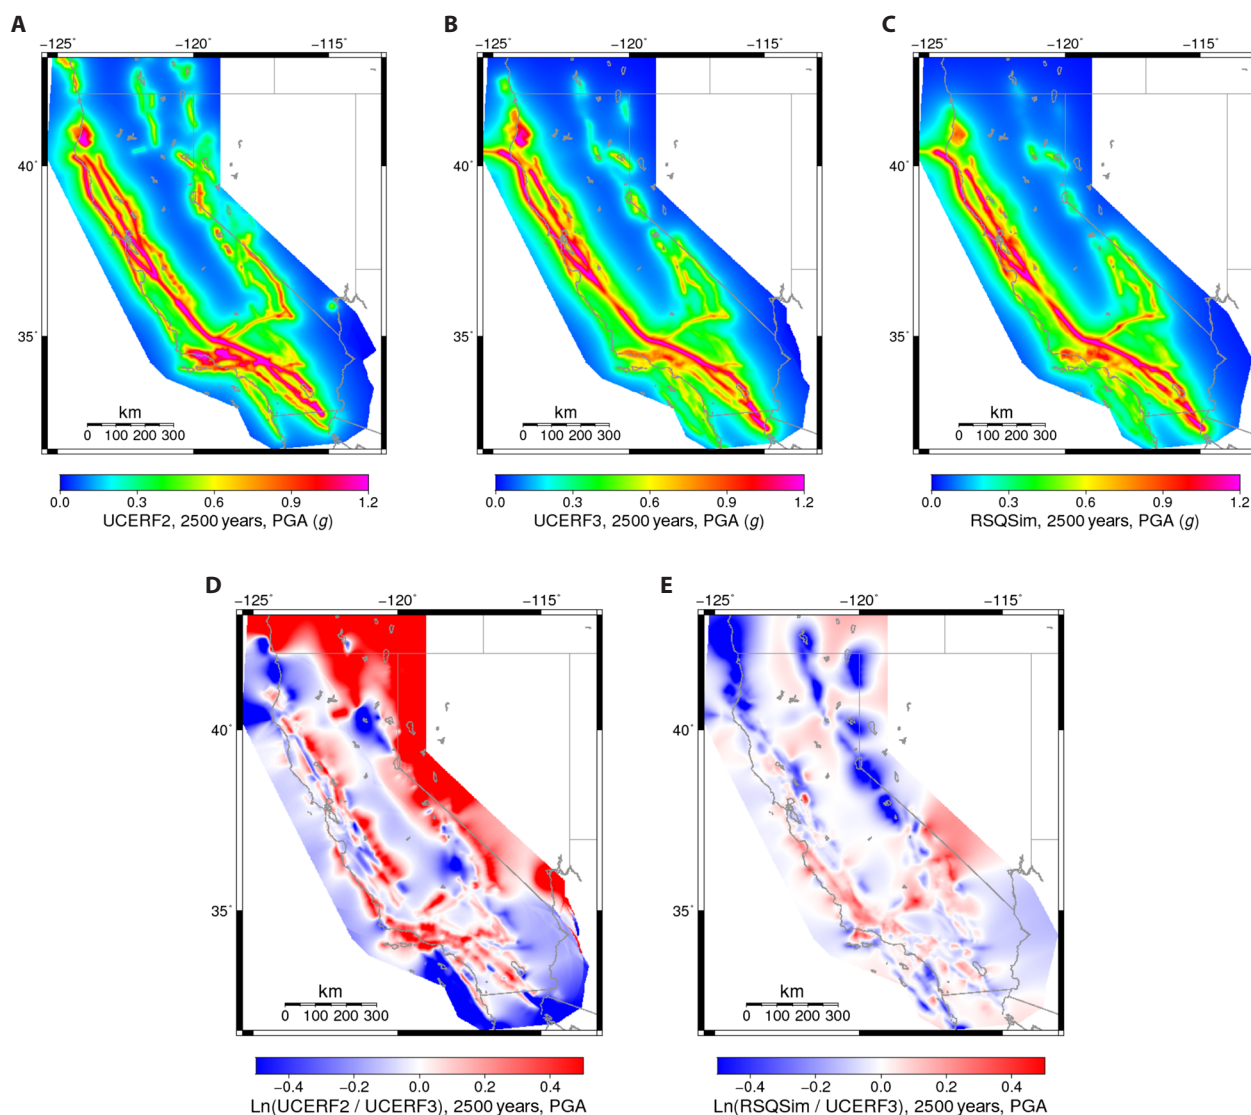 A
B
C
−125° −120° −115°
−125° −120° −115°
−125° −120° −115°
40°
35°
km
0 100 200 300
40°
35°
km
0 100 200 300
40°
35°
km
0 100 200 300
0.0 0.3 0.6 0.9 1.2
UCERF2, 2500 years, PGA (g)
0.0 0.3 0.6 0.9 1.2
UCERF3, 2500 years, PGA (g)
0.0 0.3 0.6 0.9 1.2
RSQSim, 2500 years, PGA (g)
D
E
−125° −120° −115°
−125° −120° −115°
40°
35°
km
0 100 200 300
40°
35°
km
0 100 200 300
−0.4 −0.2 0.0 0.2 0.4
Ln(UCERF2 / UCERF3), 2500 years, PGA
−0.4 −0.2 0.0 0.2 0.4
Ln(RSQSim / UCERF3), 2500 years, PGA